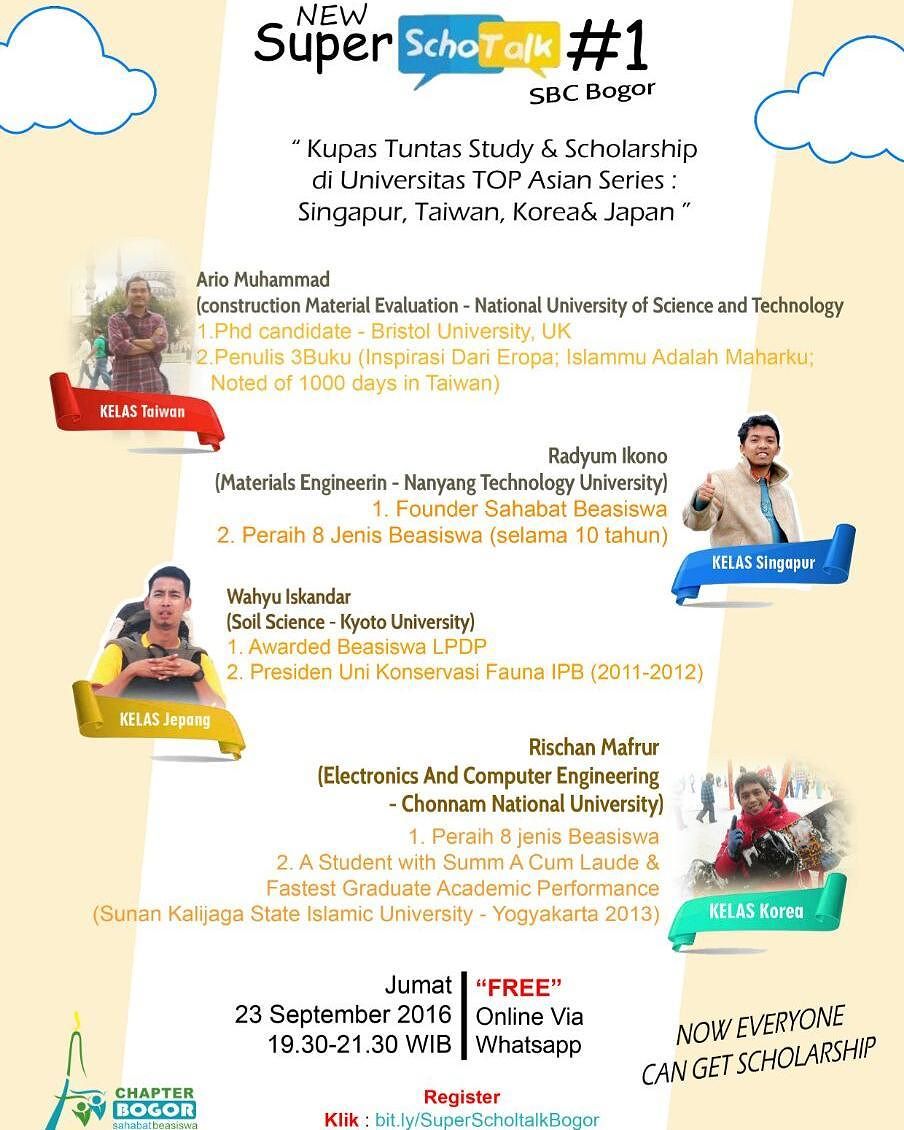 NEW
Super SchoTalk #1
SBC Bogor
“ Kupas Tuntas Study & Scholarship
di Universitas TOP Asian Series :
Singapur, Taiwan, Korea& Japan ”
Ario Muhammad
(construction Material Evaluation - National University of Science and Technology
1.Phd candidate - Bristol University, UK
2.Penulis 3Buku (Inspirasi Dari Eropa; Islammu Adalah Maharku;
Noted of 1000 days in Taiwan)
KELAS Taiwan
Radyum Ikono
(Materials Engineerin - Nanyang Technology University)
1. Founder Sahabat Beasiswa
2. Peraih 8 Jenis Beasiswa (selama 10 tahun)
KELAS Singapur
Wahyu Iskandar
(Soil Science - Kyoto University)
1. Awarded Beasiswa LPDP
2. Presiden Uni Konservasi Fauna IPB (2011-2012)
KELAS Jepang
Rischan Mafrur
(Electronics And Computer Engineering
- Chonnam National University)
1. Peraih 8 jenis Beasiswa
2. A Student with Summ A Cum Laude &
Fastest Graduate Academic Performance
(Sunan Kalijaga State Islamic University - Yogyakarta 2013)
KELAS Korea
Jumat
23 September 2016
19.30-21.30 WIB
“FREE”
Online Via
Whatsapp
NOW EVERYONE
CAN GET SCHOLARSHIP
CHAPTER
BOGOR
sahabatbeasiswa
Register
Klik : bit.ly/SuperScholtalkBogor